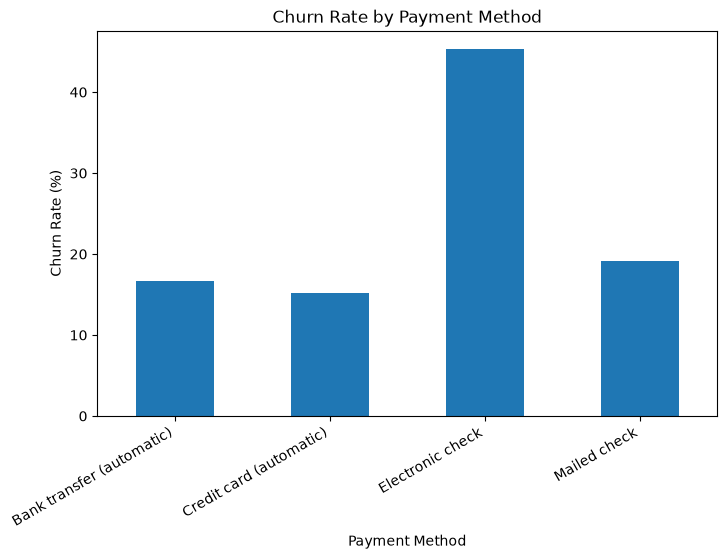 Churn Rate by Payment Method
Churn Rate (%)
40
30
20
10
0
Bank transfer (automatic)
Credit card (automatic)
Electronic check
Mailed check
Payment Method